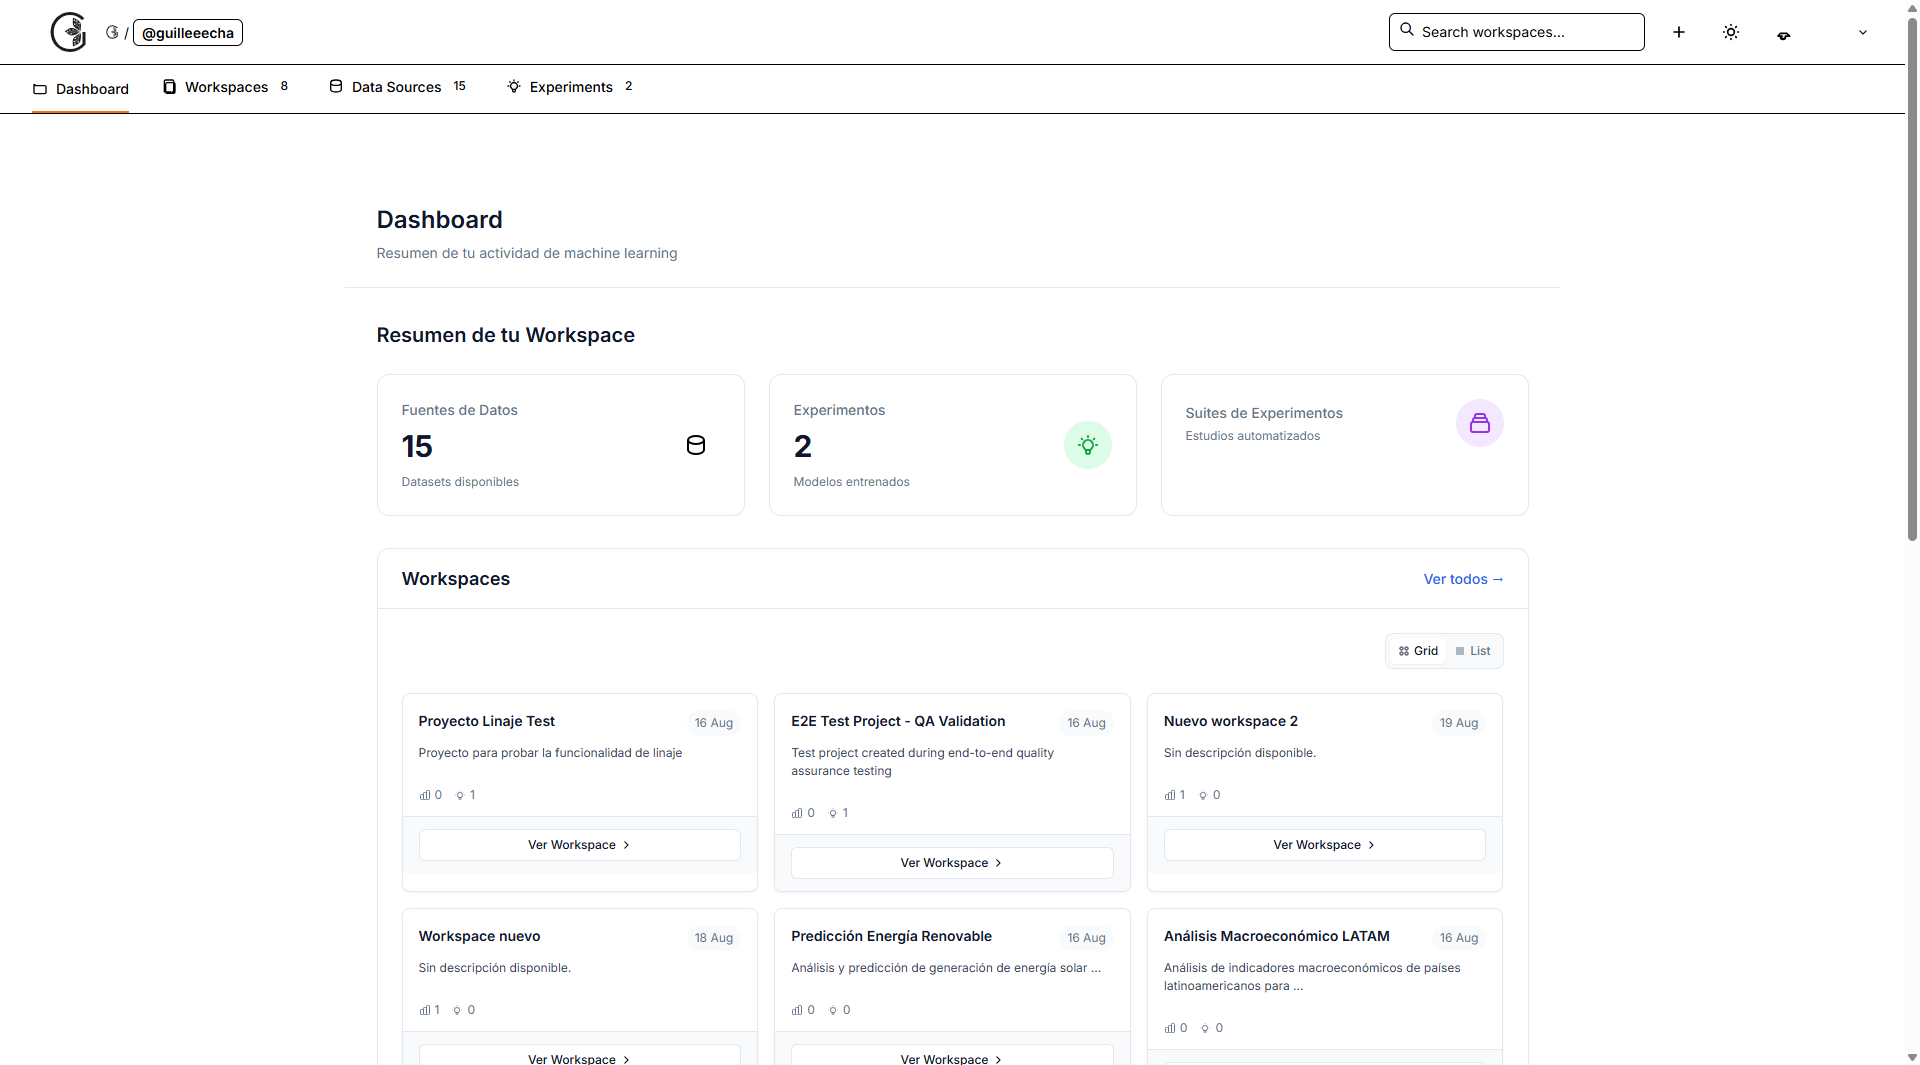 / @guilleeecha
Search workspaces...
Dashboard
Workspaces 8
Data Sources 15
Experiments 2
Dashboard
Resumen de tu actividad de machine learning
Resumen de tu Workspace
Fuentes de Datos
15
Datasets disponibles
Experimentos
2
Modelos entrenados
Suites de Experimentos
Estudios automatizados
Workspaces
Ver todos →
Grid
List
Proyecto Linaje Test
16 Aug
Proyecto para probar la funcionalidad de linaje
0 1
Ver Workspace
E2E Test Project - QA Validation
16 Aug
Test project created during end-to-end quality
assurance testing
0 1
Ver Workspace
Nuevo workspace 2
19 Aug
Sin descripción disponible.
1 0
Ver Workspace
Workspace nuevo
18 Aug
Sin descripción disponible.
1 0
Ver Workspace
Predicción Energía Renovable
16 Aug
Análisis y predicción de generación de energía solar ...
0 0
Ver Workspace
Análisis Macroeconómico LATAM
16 Aug
Análisis de indicadores macroeconómicos de países
latinoamericanos para ...
0 0